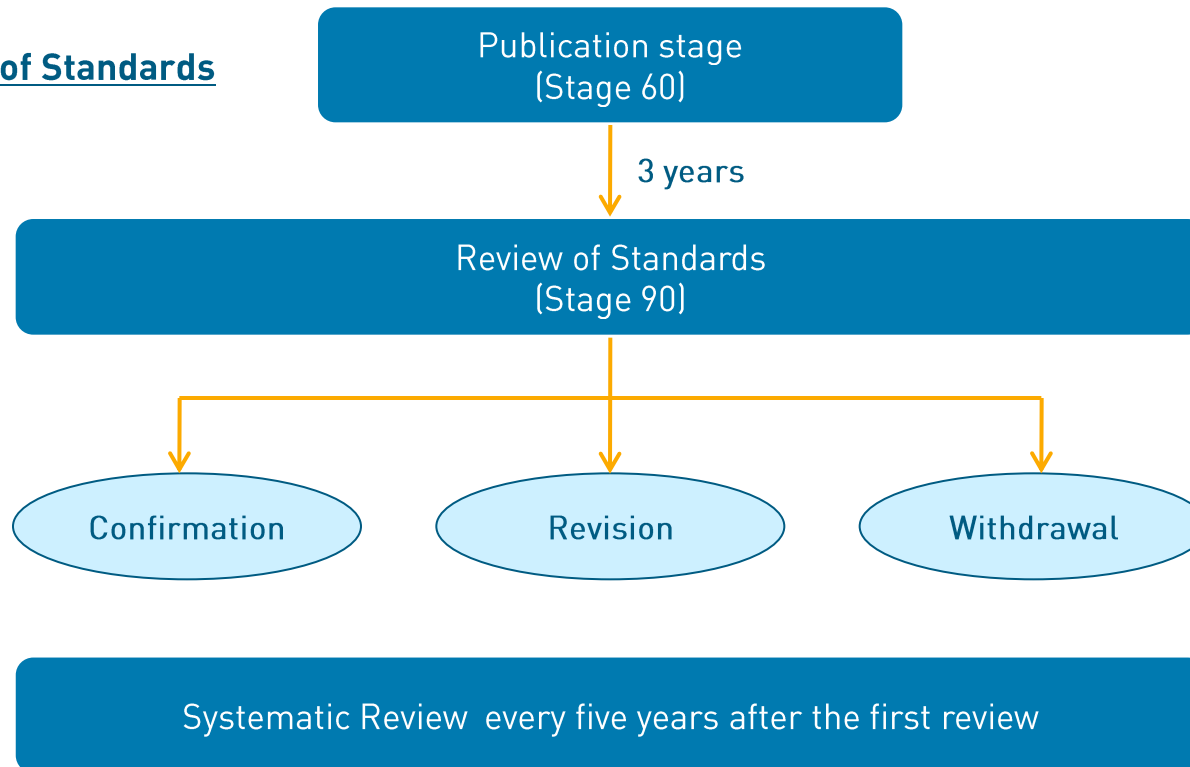 of Standards
Publication stage
(Stage 60)
3 years
Review of Standards
(Stage 90)
Confirmation
Revision
Withdrawal
Systematic Review  every five years after the first review